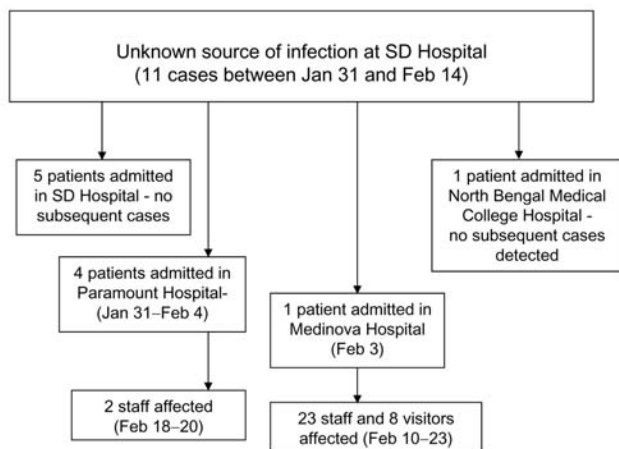 Unknown source of infection at SD Hospital
(11 cases between Jan 31 and Feb 14)
5 patients admitted
in SD Hospital - no
subsequent cases
1 patient admitted in
North Bengal Medical
College Hospital -
no subsequent cases
detected
4 patients admitted in
Paramount Hospital-
(Jan 31–Feb 4)
1 patient admitted in
Medinova Hospital
(Feb 3)
2 staff affected
(Feb 18–20)
23 staff and 8 visitors
affected (Feb 10–23)